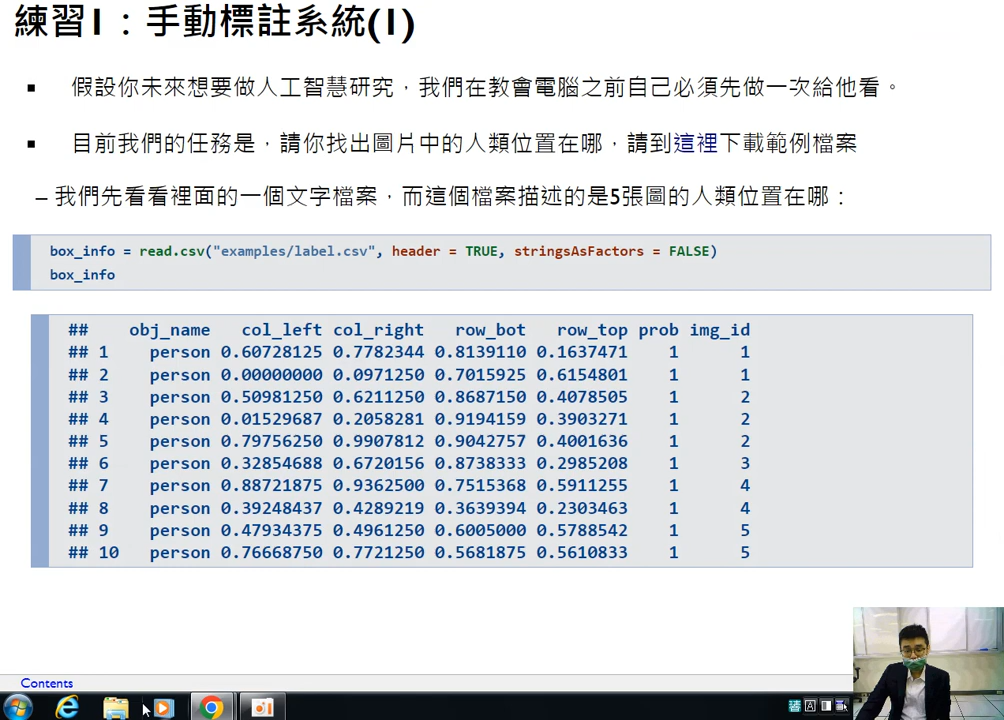 練習1：手動標註系統(1)
▪ 假設你未來想要做人工智慧研究，我們在教會電腦之前自己必須先做一次給他看。
▪ 目前我們的任務是，請你找出圖片中的人類位置在哪，請到這裡下載範例檔案
– 我們先看看裡面的一個文字檔案，而這個檔案描述的是5張圖的人類位置在哪：
box_info = read.csv("examples/label.csv", header = TRUE, stringsAsFactors = FALSE)
box_info
## obj_name col_left col_right row_bot row_top prob img_id
## 1 person 0.60728125 0.7782344 0.8139110 0.1637471 1 1
## 2 person 0.00000000 0.0971250 0.7015925 0.6154801 1 1
## 3 person 0.50981250 0.6211250 0.8687150 0.4078505 1 2
## 4 person 0.01529687 0.2058281 0.9194159 0.3903271 1 2
## 5 person 0.79756250 0.9907812 0.9042757 0.4001636 1 2
## 6 person 0.32854688 0.6720156 0.8738333 0.2985208 1 3
## 7 person 0.88721875 0.9362500 0.7515368 0.5911255 1 4
## 8 person 0.39248437 0.4289219 0.3639394 0.2303463 1 4
## 9 person 0.47934375 0.4961250 0.6005000 0.5788542 1 5
## 10 person 0.76668750 0.7721250 0.5681875 0.5610833 1 5
Contents